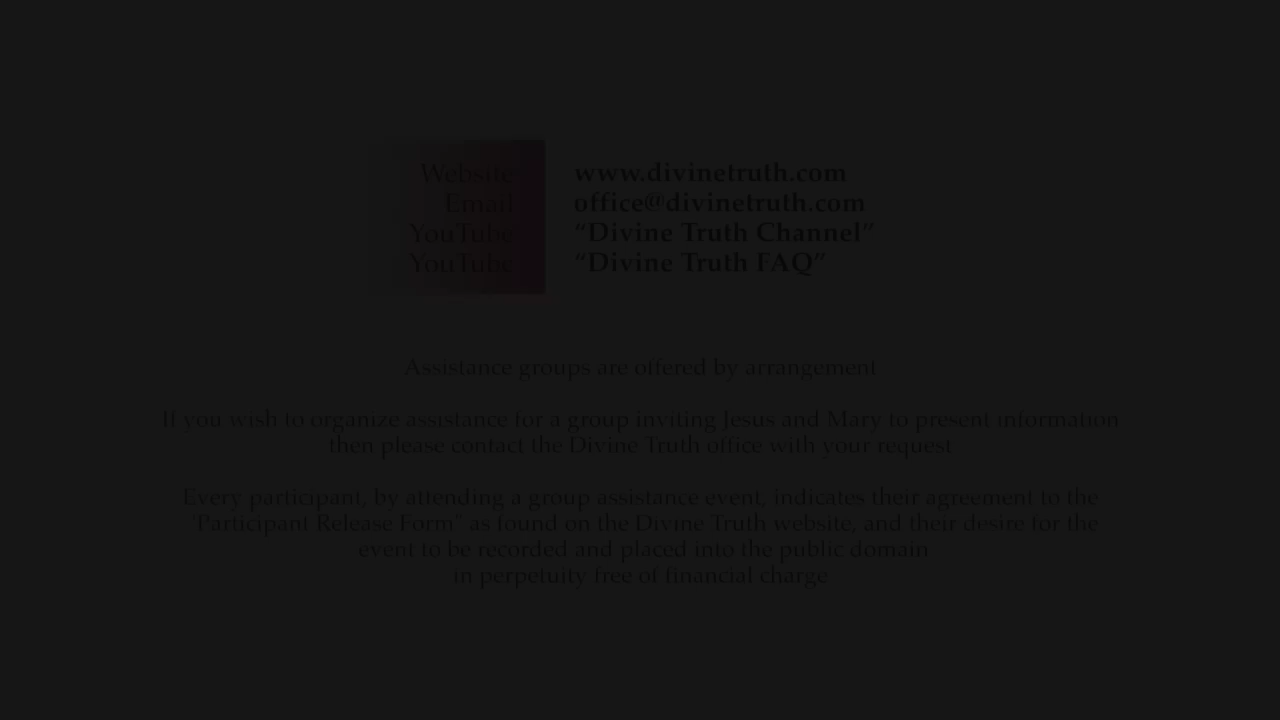 Website www.divinetruth.com
Email office@divinetruth.com
YouTube “Divine Truth Channel”
YouTube “Divine Truth FAQ”
Assistance groups are offered by arrangement
If you wish to organize assistance for a group inviting Jesus and Mary to present information
then please contact the Divine Truth office with your request
Every participant, by attending a group assistance event, indicates their agreement to the
"Participant Release Form" as found on the Divine Truth website, and their desire for the
event to be recorded and placed into the public domain
in perpetuity free of financial charge